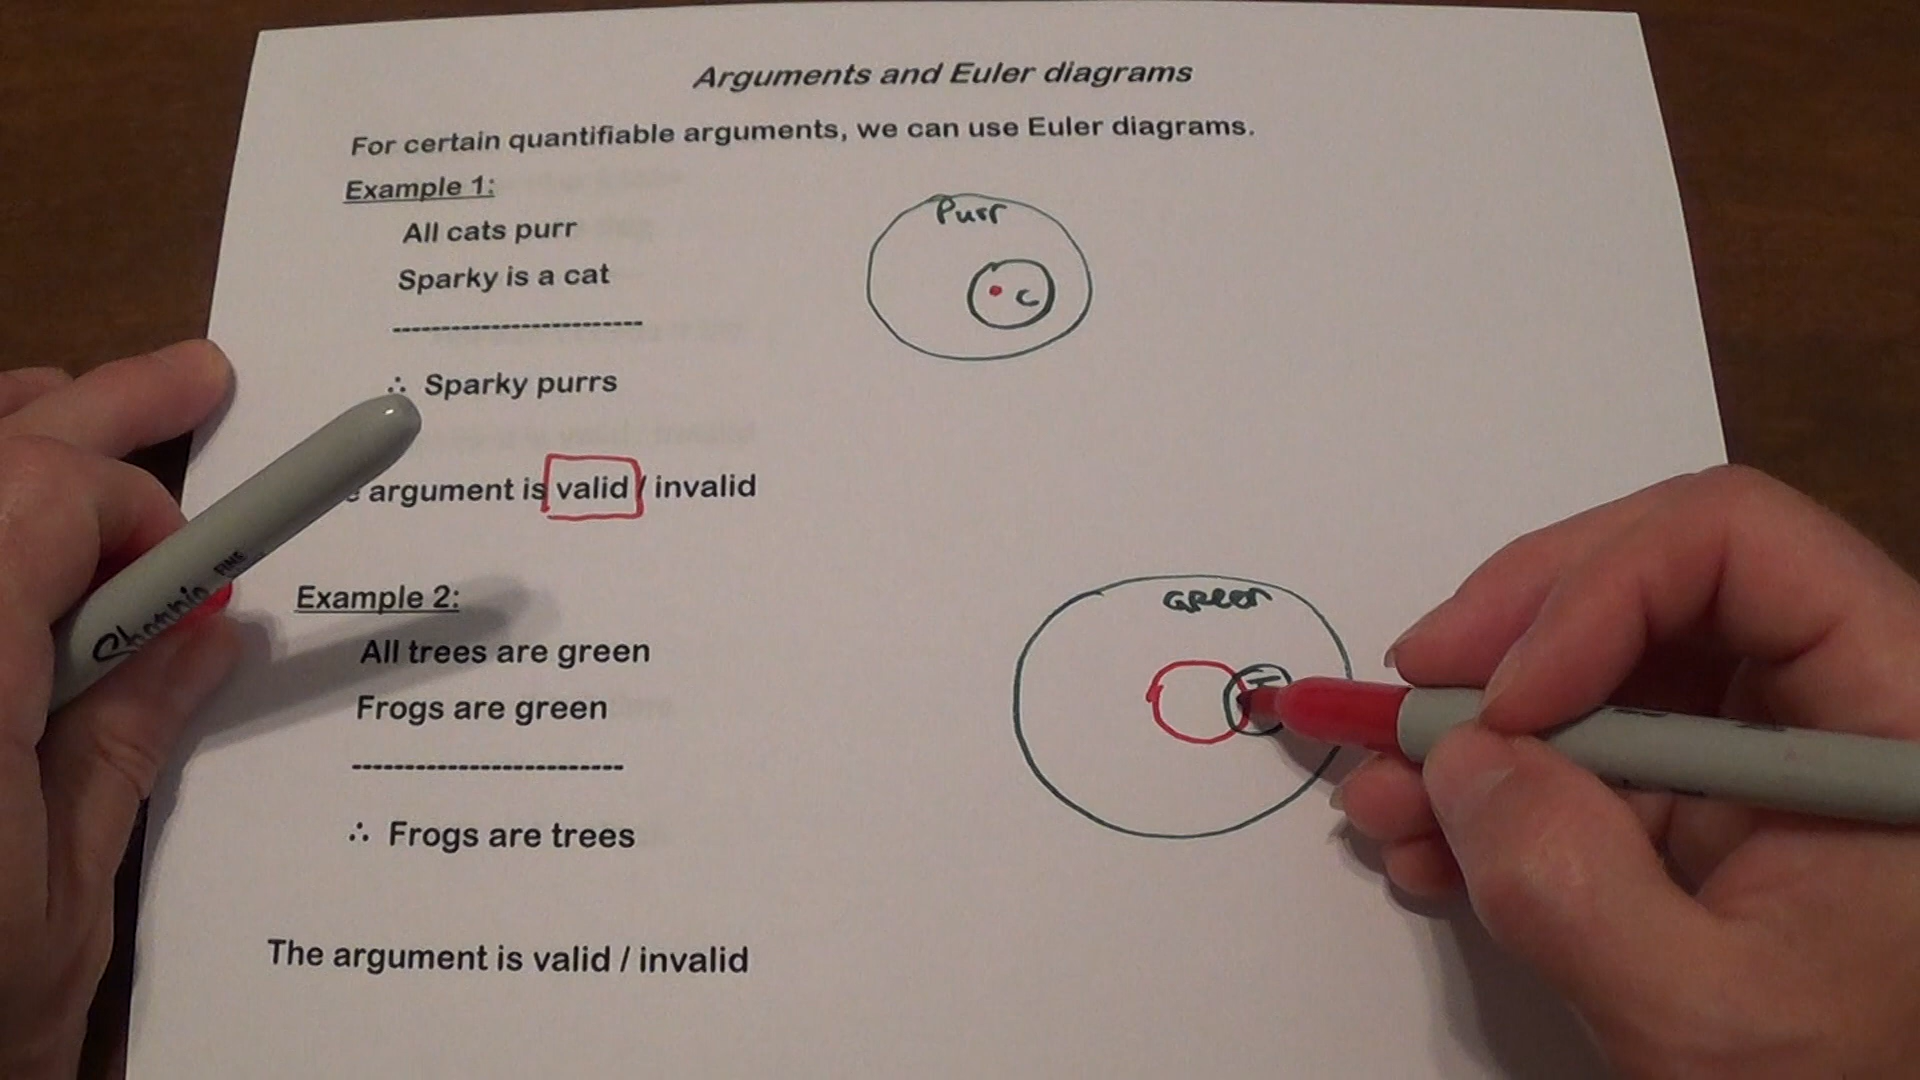 Arguments and Euler diagrams
For certain quantifiable arguments, we can use Euler diagrams.
Example 1:
All cats purr
Sparky is a cat
-------------------------
∴ Sparky purrs
argument is valid / invalid
Purr
C
Example 2:
All trees are green
Frogs are green
-------------------------
∴ Frogs are trees
The argument is valid / invalid
Green
Sharpie
FINE